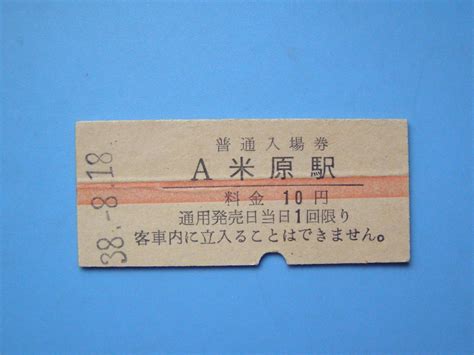 38.-8.18
普通入場券
A米原駅
料金10円
通用発売日当日1回限り
客車内に立入ることはできません。